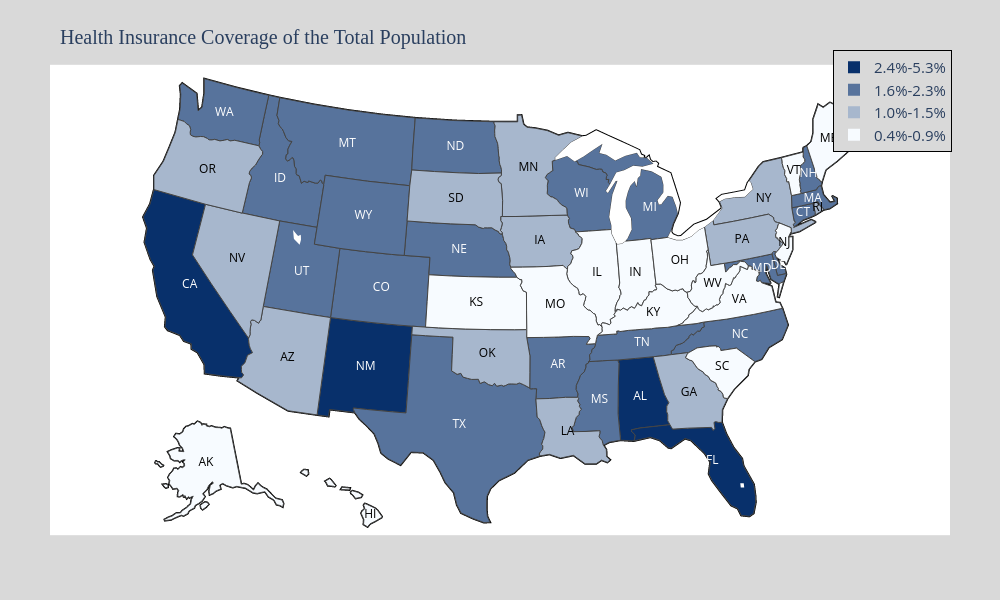 Health Insurance Coverage of the Total Population
2.4%-5.3%
1.6%-2.3%
1.0%-1.5%
0.4%-0.9%
WA
MT
ND
MN
ME
OR
ID
SD
WI
MI
VT
NH
WY
NY
MA
CT
RI
NV
NE
IA
PA
NJ
UT
CO
IL
IN
OH
MD
DE
CA
KS
MO
WV
VA
KY
AZ
NM
OK
AR
TN
NC
SC
TX
LA
MS
AL
GA
FL
AK
HI